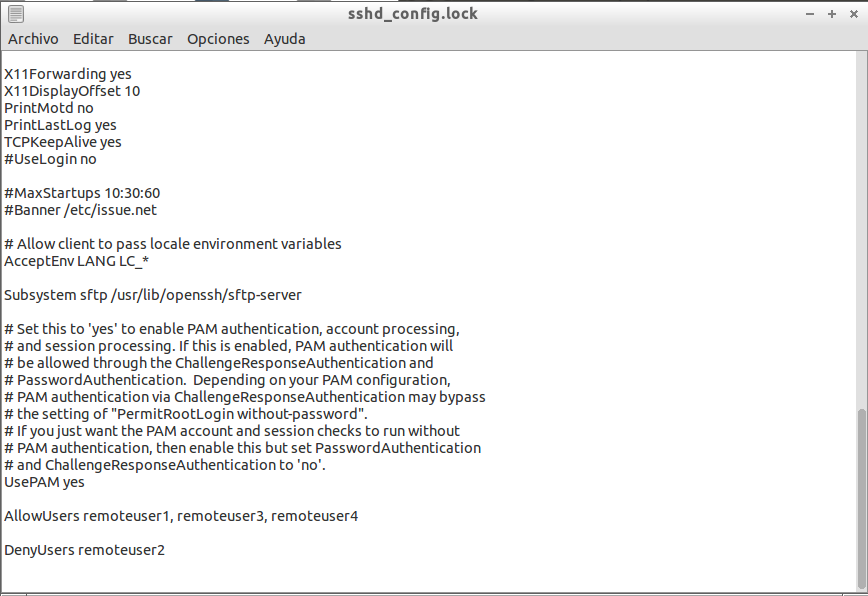 sshd_config.lock
Archivo Editar Buscar Opciones Ayuda
X11Forwarding yes
X11DisplayOffset 10
PrintMotd no
PrintLastLog yes
TCPKeepAlive yes
#UseLogin no
#MaxStartups 10:30:60
#Banner /etc/issue.net
# Allow client to pass locale environment variables
AcceptEnv LANG LC_*
Subsystem sftp /usr/lib/openssh/sftp-server
# Set this to 'yes' to enable PAM authentication, account processing,
# and session processing. If this is enabled, PAM authentication will
# be allowed through the ChallengeResponseAuthentication and
# PasswordAuthentication.  Depending on your PAM configuration,
# PAM authentication via ChallengeResponseAuthentication may bypass
# the setting of "PermitRootLogin without-password".
# If you just want the PAM account and session checks to run without
# PAM authentication, then enable this but set PasswordAuthentication
# and ChallengeResponseAuthentication to 'no'.
UsePAM yes
AllowUsers remoteuser1, remoteuser3, remoteuser4
DenyUsers remoteuser2